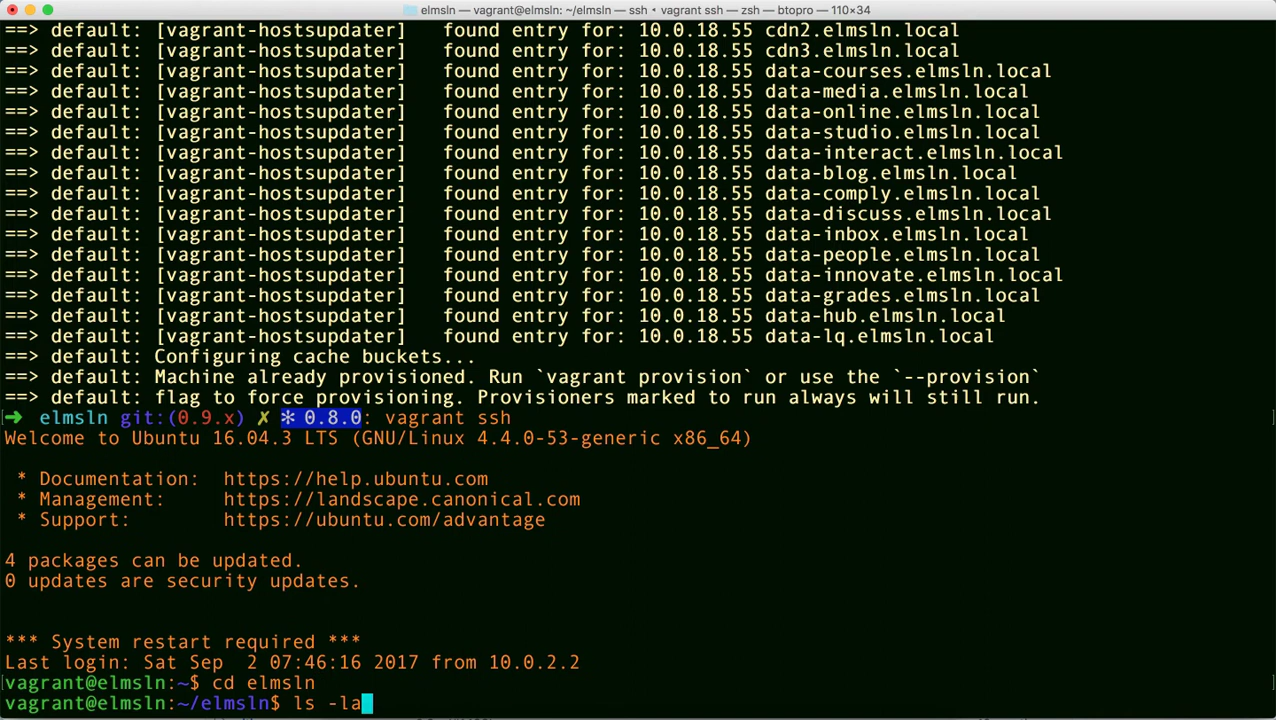 elmsln — vagrant@elmsln: ~/elmsln — ssh • vagrant ssh — zsh — btopro — 110×34
==> default: [vagrant-hostsupdater]   found entry for: 10.0.18.55 cdn2.elmsln.local
==> default: [vagrant-hostsupdater]   found entry for: 10.0.18.55 cdn3.elmsln.local
==> default: [vagrant-hostsupdater]   found entry for: 10.0.18.55 data-courses.elmsln.local
==> default: [vagrant-hostsupdater]   found entry for: 10.0.18.55 data-media.elmsln.local
==> default: [vagrant-hostsupdater]   found entry for: 10.0.18.55 data-online.elmsln.local
==> default: [vagrant-hostsupdater]   found entry for: 10.0.18.55 data-studio.elmsln.local
==> default: [vagrant-hostsupdater]   found entry for: 10.0.18.55 data-interact.elmsln.local
==> default: [vagrant-hostsupdater]   found entry for: 10.0.18.55 data-blog.elmsln.local
==> default: [vagrant-hostsupdater]   found entry for: 10.0.18.55 data-comply.elmsln.local
==> default: [vagrant-hostsupdater]   found entry for: 10.0.18.55 data-discuss.elmsln.local
==> default: [vagrant-hostsupdater]   found entry for: 10.0.18.55 data-inbox.elmsln.local
==> default: [vagrant-hostsupdater]   found entry for: 10.0.18.55 data-people.elmsln.local
==> default: [vagrant-hostsupdater]   found entry for: 10.0.18.55 data-innovate.elmsln.local
==> default: [vagrant-hostsupdater]   found entry for: 10.0.18.55 data-grades.elmsln.local
==> default: [vagrant-hostsupdater]   found entry for: 10.0.18.55 data-hub.elmsln.local
==> default: [vagrant-hostsupdater]   found entry for: 10.0.18.55 data-lq.elmsln.local
==> default: Configuring cache buckets...
==> default: Machine already provisioned. Run `vagrant provision` or use the `--provision`
==> default: flag to force provisioning. Provisioners marked to run always will still run.
➜  elmsln git:(0.9.x) ✗ ✻ 0.8.0: vagrant ssh
Welcome to Ubuntu 16.04.3 LTS (GNU/Linux 4.4.0-53-generic x86_64)
 * Documentation:  https://help.ubuntu.com
 * Management:     https://landscape.canonical.com
 * Support:        https://ubuntu.com/advantage
4 packages can be updated.
0 updates are security updates.
*** System restart required ***
Last login: Sat Sep  2 07:46:16 2017 from 10.0.2.2
vagrant@elmsln:~$ cd elmsln
vagrant@elmsln:~/elmsln$ ls -la